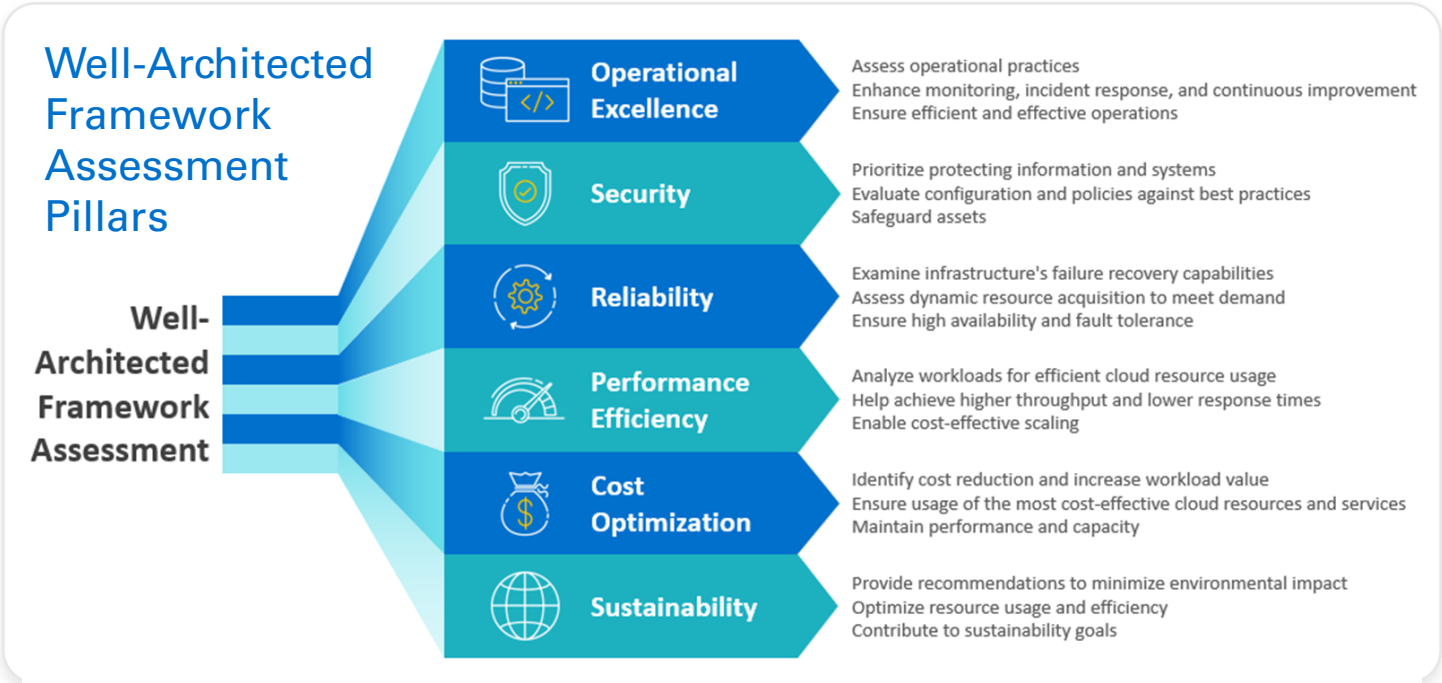 Well-Architected
Framework
Assessment
Pillars
Well-
Architected
Framework
Assessment
Operational
Excellence
Assess operational practices
Enhance monitoring, incident response, and continuous improvement
Ensure efficient and effective operations
Security
Prioritize protecting information and systems
Evaluate configuration and policies against best practices
Safeguard assets
Reliability
Examine infrastructure's failure recovery capabilities
Assess dynamic resource acquisition to meet demand
Ensure high availability and fault tolerance
Performance
Efficiency
Analyze workloads for efficient cloud resource usage
Help achieve higher throughput and lower response times
Enable cost-effective scaling
Cost
Optimization
Identify cost reduction and increase workload value
Ensure usage of the most cost-effective cloud resources and services
Maintain performance and capacity
Sustainability
Provide recommendations to minimize environmental impact
Optimize resource usage and efficiency
Contribute to sustainability goals